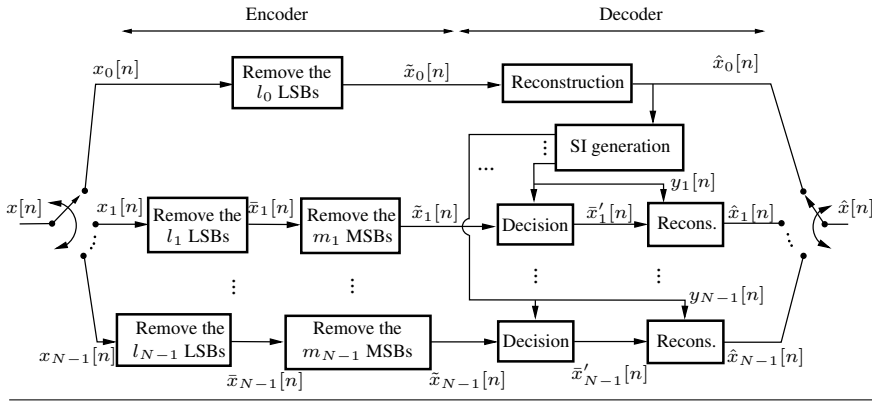 Encoder Decoder
x_0[n] Remove the l_0 LSBs x̃_0[n] Reconstruction x̂_0[n]
SI generation
y_1[n]
x[n] x_1[n] Remove the l_1 LSBs x̄_1[n] Remove the m_1 MSBs x̃_1[n] Decision x̄′_1[n] Recons. x̂_1[n] x̂[n]
y_{N−1}[n]
x_{N−1}[n] Remove the l_{N−1} LSBs x̄_{N−1}[n] Remove the m_{N−1} MSBs x̃_{N−1}[n] Decision x̄′_{N−1}[n] Recons. x̂_{N−1}[n]